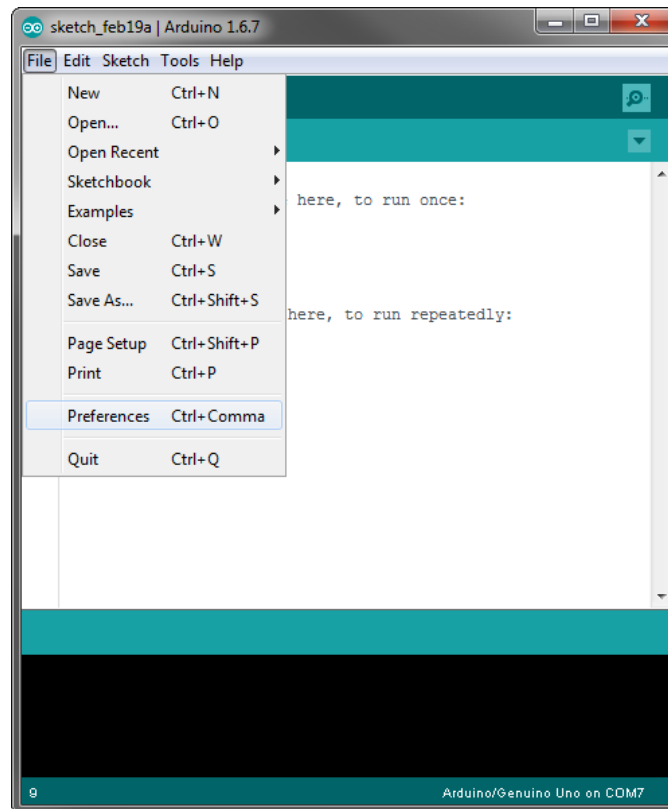 sketch_feb19a | Arduino 1.6.7
File Edit Sketch Tools Help
New Ctrl+N
Open... Ctrl+O
Open Recent
Sketchbook
Examples
Close Ctrl+W
Save Ctrl+S
Save As... Ctrl+Shift+S
Page Setup Ctrl+Shift+P
Print Ctrl+P
Preferences Ctrl+Comma
Quit Ctrl+Q
here, to run once:
here, to run repeatedly:
9 Arduino/Genuino Uno on COM7